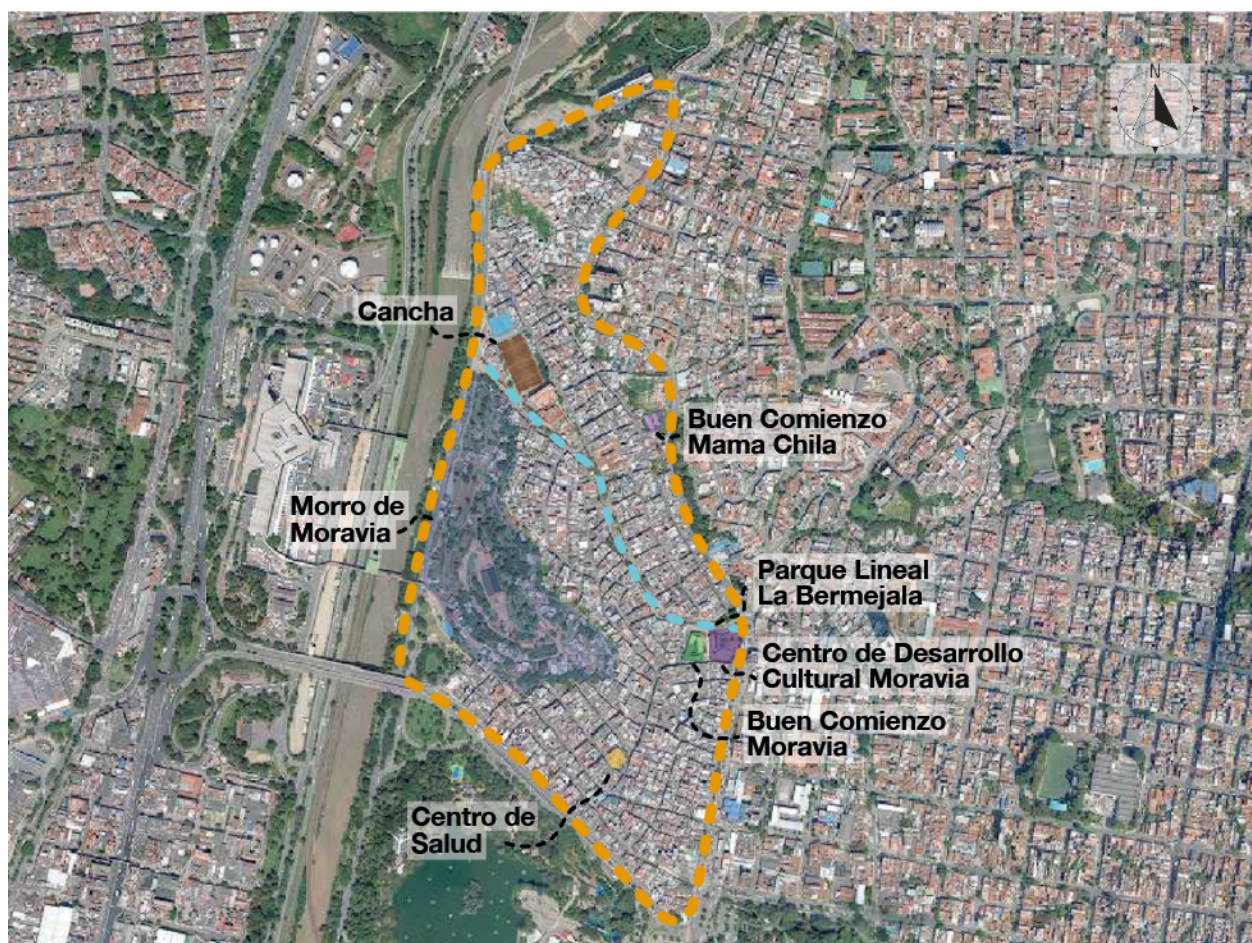 N
Cancha
Buen Comienzo
Mama Chila
Morro de
Moravia
Parque Lineal
La Bermejala
Centro de Desarrollo
Cultural Moravia
Buen Comienzo
Moravia
Centro de
Salud